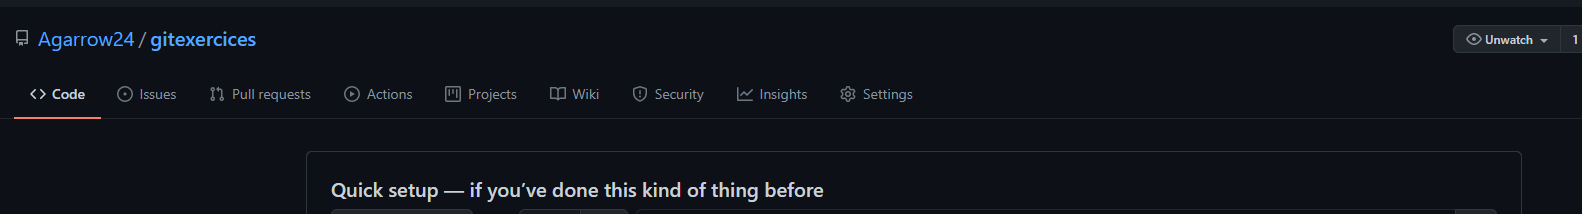 Agarrow24 / gitexercices
Unwatch 1
Code Issues Pull requests Actions Projects Wiki Security Insights Settings
Quick setup — if you’ve done this kind of thing before